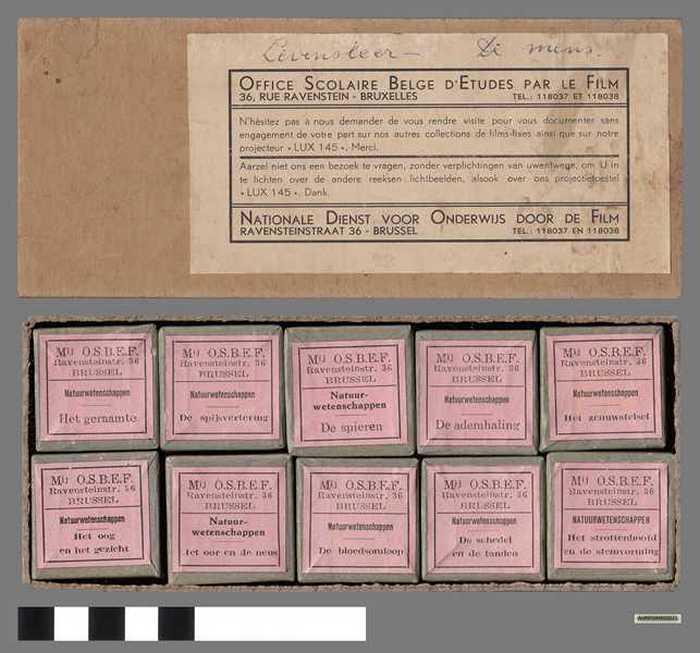 Levensleer - De mens.
OFFICE SCOLAIRE BELGE D'ETUDES PAR LE FILM
36, RUE RAVENSTEIN - BRUXELLES TEL.: 118037 ET 118038
N'hésitez pas à nous demander de vous rendre visite pour vous documenter sans
engagement de votre part sur nos autres collections de films-fixes ainsi que sur notre
projecteur « LUX 145 ». Merci.
Aarzel niet ons een bezoek te vragen, zonder verplichtingen van uwentwege, om U in
te lichten over de andere reeksen lichtbeelden, alsook over ons projectietoestel
« LUX 145 ». Dank.
NATIONALE DIENST VOOR ONDERWIJS DOOR DE FILM
RAVENSTEINSTRAAT 36 - BRUSSEL TEL.: 118037 EN 118038
Mij O.S.B.E.F.
Ravensteinstr. 36
BRUSSEL
Natuurwetenschappen
Het geraamte
Mij O.S.B.E.F.
Ravensteinstr. 36
BRUSSEL
Natuurwetenschappen
De spijsvertering
Mij O.S.B.E.F.
Ravensteinstr. 36
BRUSSEL
Natuur-
wetenschappen
De spieren
Mij O.S.B.E.F.
Ravensteinstr. 36
BRUSSEL
Natuurwetenschappen
De ademhaling
Mij O.S.B.E.F.
Ravensteinstr. 36
BRUSSEL
Natuurwetenschappen
Het zenuwstelsel
Mij O.S.B.E.F.
Ravensteinstr. 36
BRUSSEL
Natuurwetenschappen
Het oog
en het gezicht
Mij O.S.B.E.F.
Ravensteinstr. 36
BRUSSEL
Natuur-
wetenschappen
Het oor en de neus
Mij O.S.B.E.F.
Ravensteinstr. 36
BRUSSEL
Natuurwetenschappen
De bloedsomloop
Mij O.S.B.E.F.
Ravensteinstr. 36
BRUSSEL
Natuurwetenschappen
De schedel
en de tanden
Mij O.S.B.E.F.
Ravensteinstr. 36
BRUSSEL
NATUURWETENSCHAPPEN
Het strottenhoofd
en de stemvorming